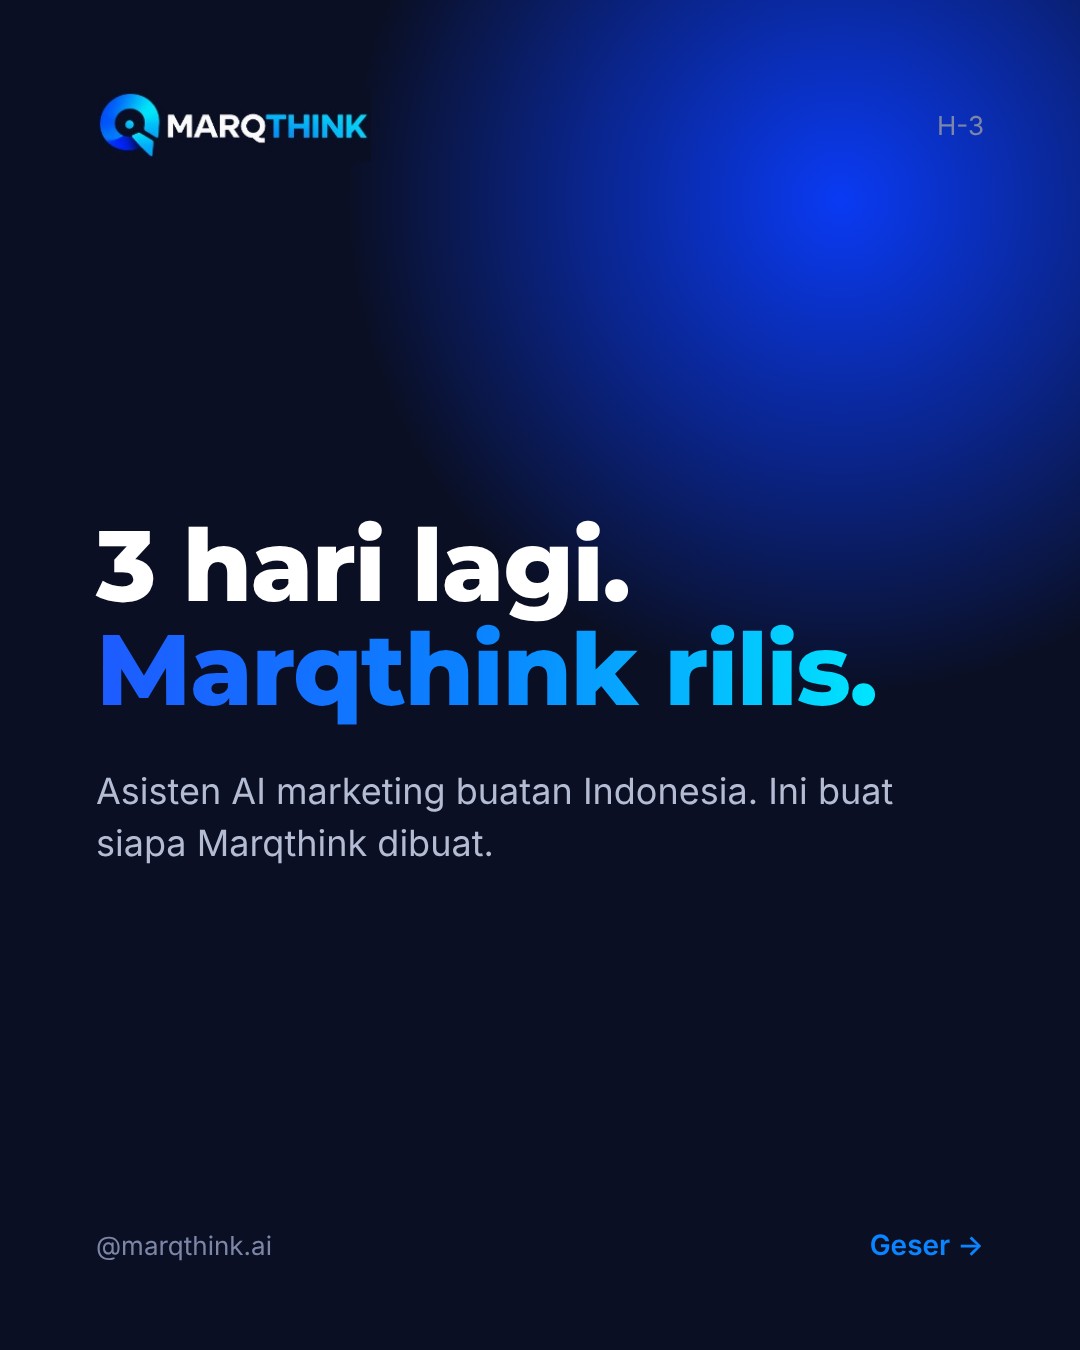 MARQTHINK
H-3
3 hari lagi.
Marqthink rilis.
Asisten AI marketing buatan Indonesia. Ini buat
siapa Marqthink dibuat.
@marqthink.ai
Geser →